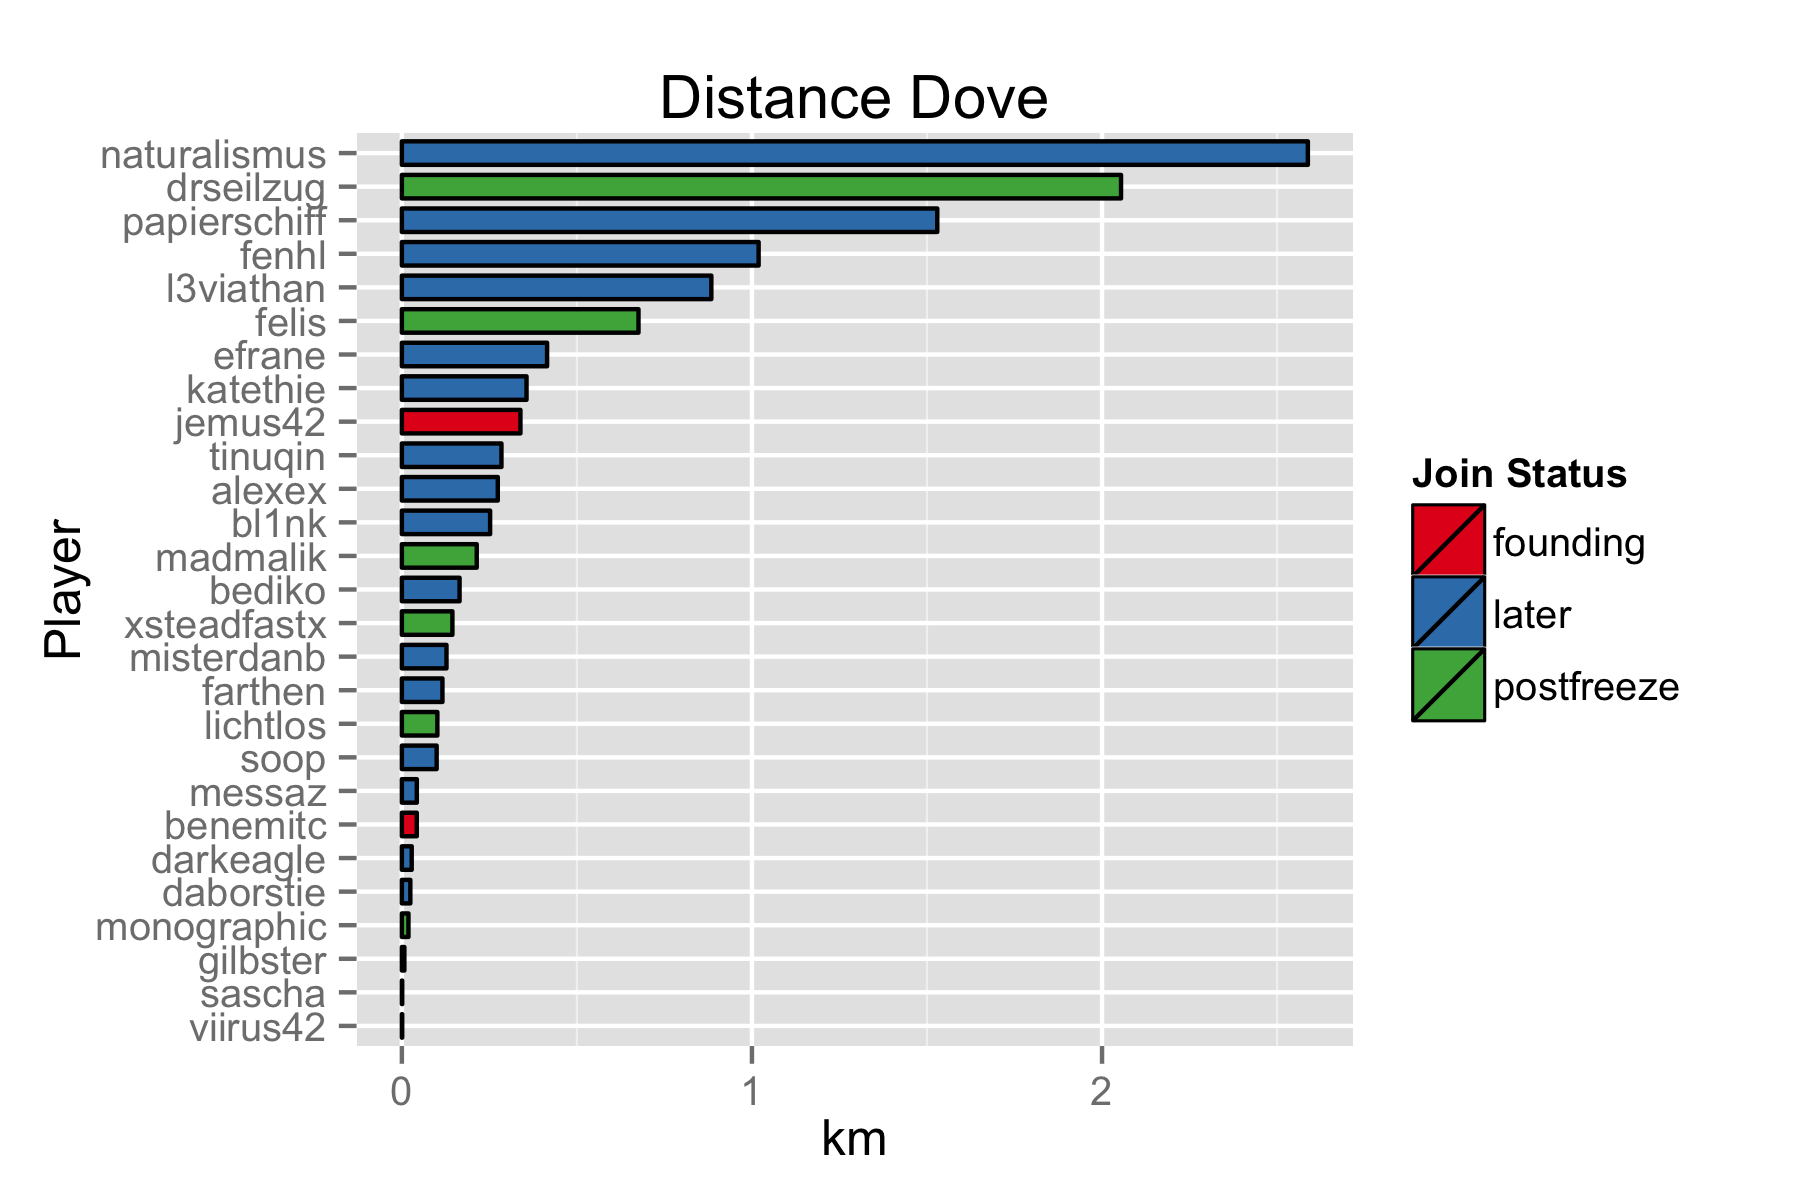 Distance Dove
naturalismus
drseilzug
papierschiff
fenhl
l3viathan
felis
efrane
katethie
jemus42
tinuqin
alexex
bl1nk
madmalik
bediko
xsteadfastx
misterdanb
farthen
lichtlos
soop
messaz
benemitc
darkeagle
daborstie
monographic
gilbster
sascha
viirus42
Player
0 1 2
km
Join Status
founding
later
postfreeze